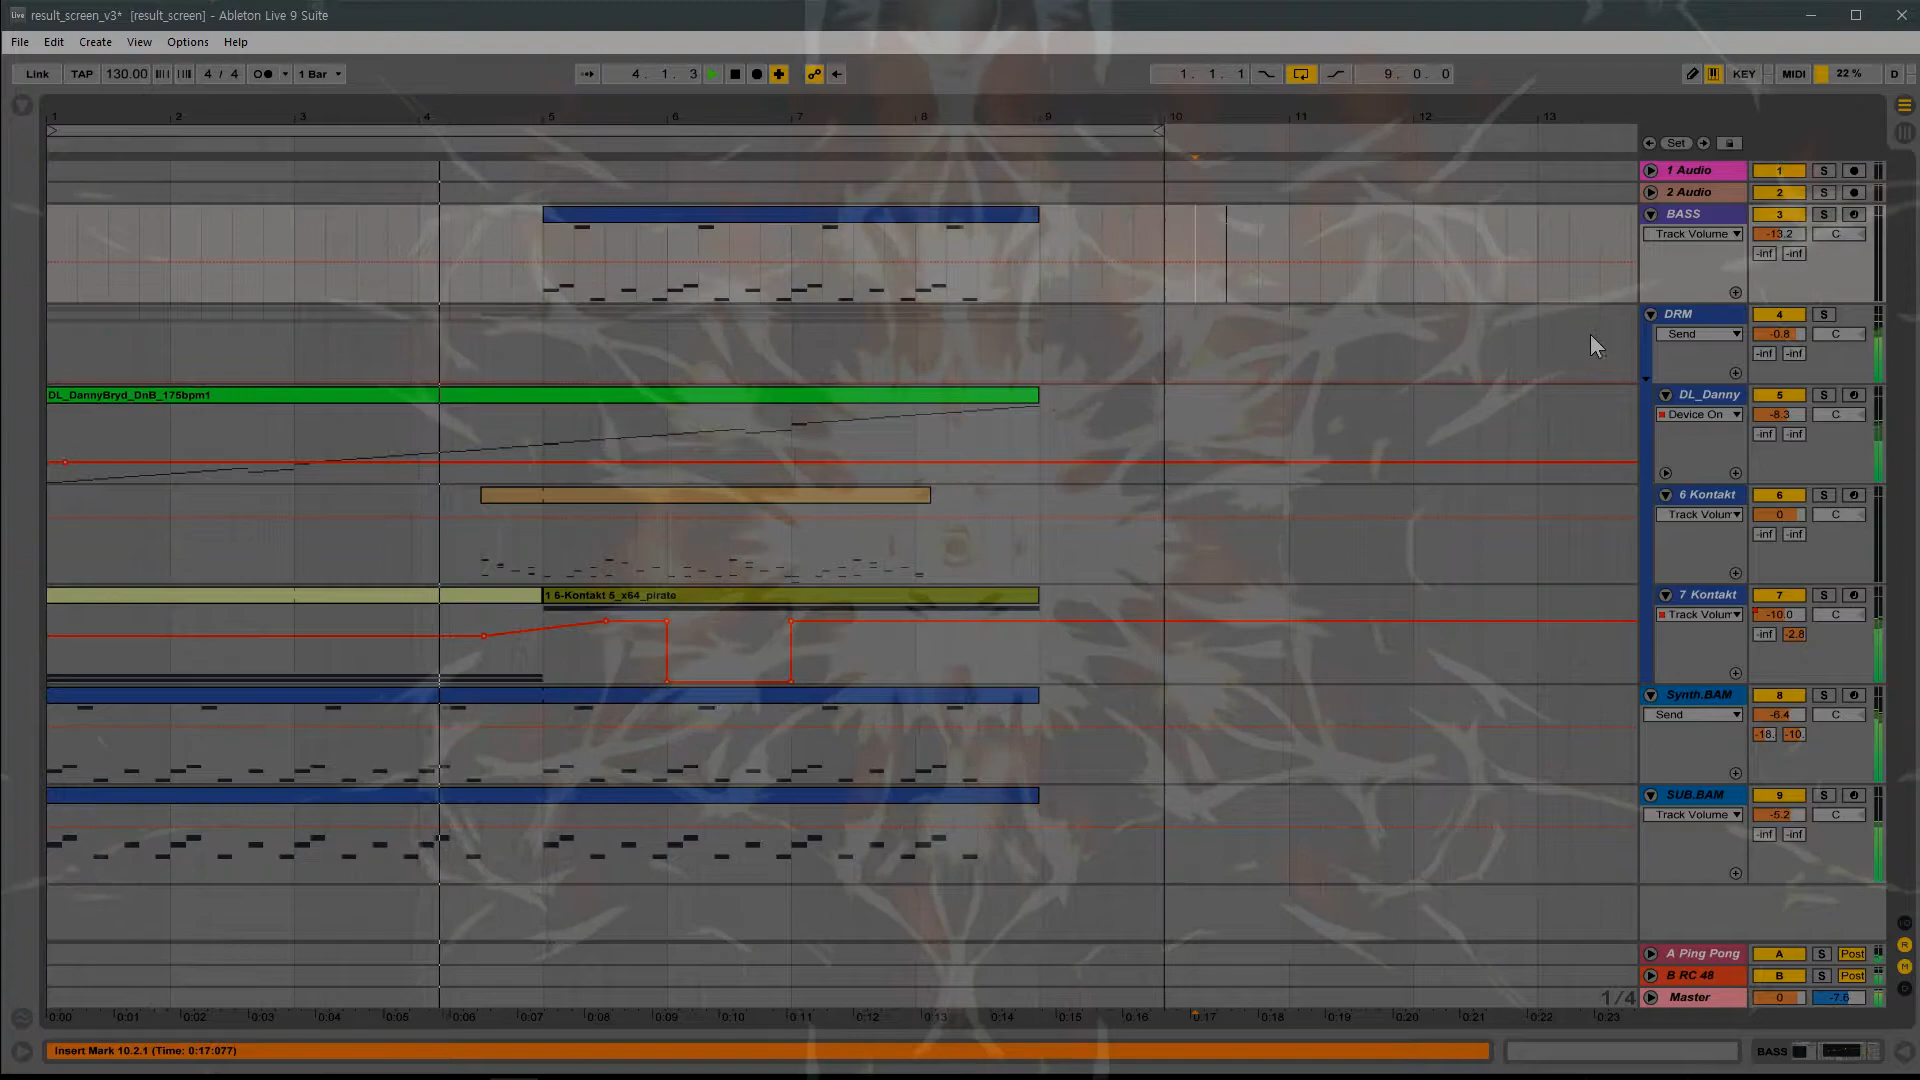 Live result_screen_v3* [result_screen] - Ableton Live 9 Suite
File Edit Create View Options Help
Link TAP 130.00 4 / 4 1 Bar 4. 1. 3 1. 1. 1 9. 0. 0 KEY MIDI 22 % D
1 2 3 4 5 6 7 8 9 10 11 12 13
Set
1 Audio 1 S
2 Audio 2 S
BASS 3 S
Track Volume -13.2 C
-inf -inf
DRM 4 S
Send -0.8 C
-inf -inf
DL_DannyBryd_DnB_175bpm1 DL_Danny 5 S
Device On -8.3 C
-inf -inf
6 Kontakt 6 S
Track Volum 0 C
-inf -inf
1 6-Kontakt 5_x64_pirate 7 Kontakt 7 S
Track Volum -10.0 C
-inf -2.8
Synth.BAM 8 S
Send -6.4 C
-18. -10.
SUB.BAM 9 S
Track Volume -5.2 C
-inf -inf
A Ping Pong A S Post
B RC 48 B S Post
1/4 Master 0 -7.6
0:00 0:01 0:02 0:03 0:04 0:05 0:06 0:07 0:08 0:09 0:10 0:11 0:12 0:13 0:14 0:15 0:16 0:17 0:18 0:19 0:20 0:21 0:22 0:23
Insert Mark 10.2.1 (Time: 0:17:077) BASS